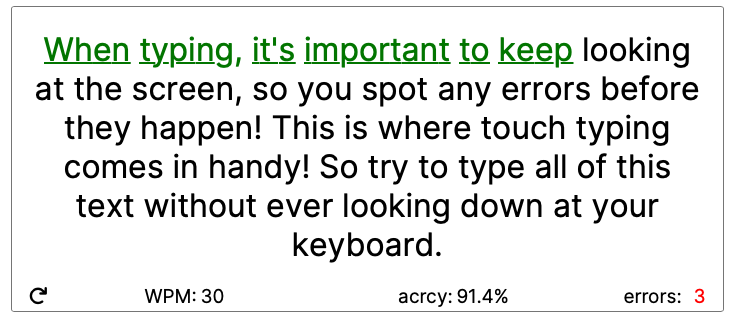 When typing, it's important to keep looking
at the screen, so you spot any errors before
they happen! This is where touch typing
comes in handy! So try to type all of this
text without ever looking down at your
keyboard.
WPM: 30 acrcy: 91.4% errors: 3